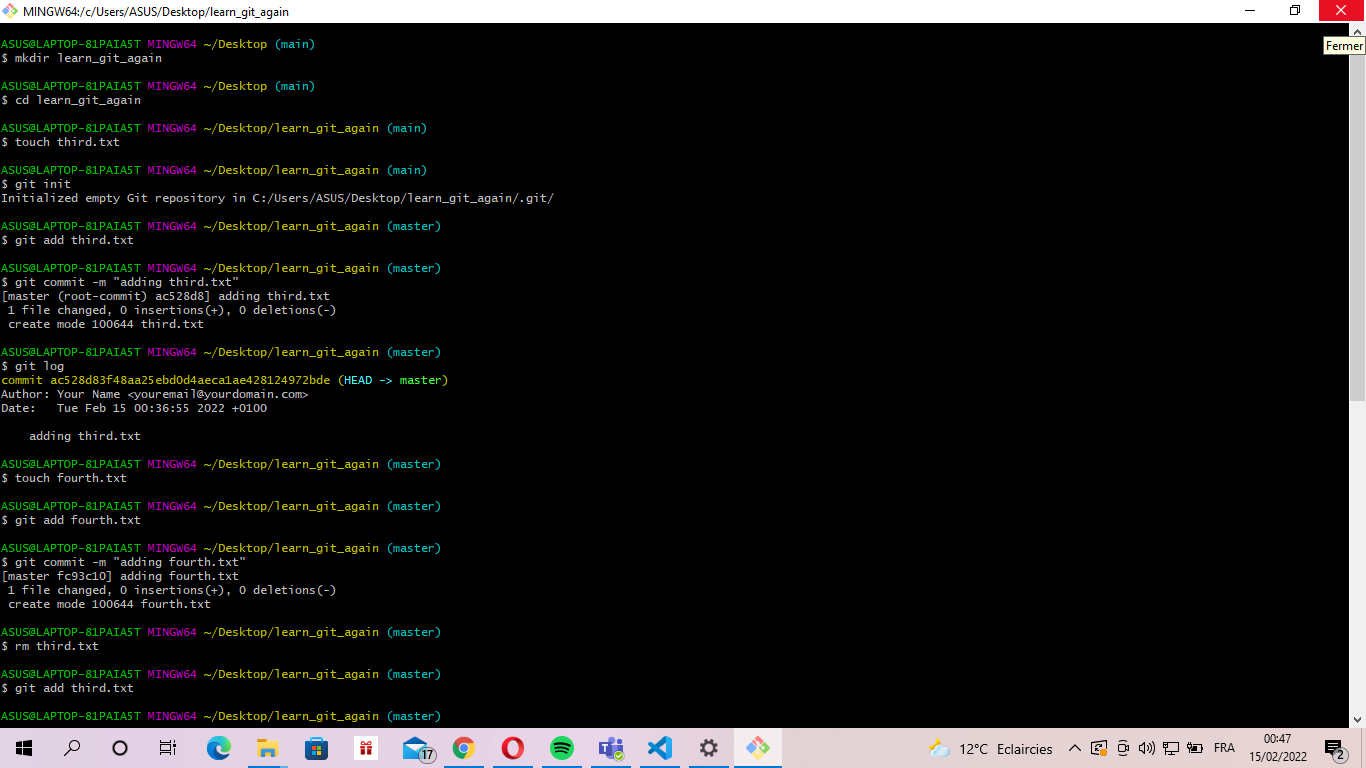 MINGW64:/c/Users/ASUS/Desktop/learn_git_again
Fermer
ASUS@LAPTOP-81PAIA5T MINGW64 ~/Desktop (main)
$ mkdir learn_git_again
ASUS@LAPTOP-81PAIA5T MINGW64 ~/Desktop (main)
$ cd learn_git_again
ASUS@LAPTOP-81PAIA5T MINGW64 ~/Desktop/learn_git_again (main)
$ touch third.txt
ASUS@LAPTOP-81PAIA5T MINGW64 ~/Desktop/learn_git_again (main)
$ git init
Initialized empty Git repository in C:/Users/ASUS/Desktop/learn_git_again/.git/
ASUS@LAPTOP-81PAIA5T MINGW64 ~/Desktop/learn_git_again (master)
$ git add third.txt
ASUS@LAPTOP-81PAIA5T MINGW64 ~/Desktop/learn_git_again (master)
$ git commit -m "adding third.txt"
[master (root-commit) ac528d8] adding third.txt
 1 file changed, 0 insertions(+), 0 deletions(-)
 create mode 100644 third.txt
ASUS@LAPTOP-81PAIA5T MINGW64 ~/Desktop/learn_git_again (master)
$ git log
commit ac528d83f48aa25ebd0d4aeca1ae428124972bde (HEAD -> master)
Author: Your Name <youremail@yourdomain.com>
Date:   Tue Feb 15 00:36:55 2022 +0100
    adding third.txt
ASUS@LAPTOP-81PAIA5T MINGW64 ~/Desktop/learn_git_again (master)
$ touch fourth.txt
ASUS@LAPTOP-81PAIA5T MINGW64 ~/Desktop/learn_git_again (master)
$ git add fourth.txt
ASUS@LAPTOP-81PAIA5T MINGW64 ~/Desktop/learn_git_again (master)
$ git commit -m "adding fourth.txt"
[master fc93c10] adding fourth.txt
 1 file changed, 0 insertions(+), 0 deletions(-)
 create mode 100644 fourth.txt
ASUS@LAPTOP-81PAIA5T MINGW64 ~/Desktop/learn_git_again (master)
$ rm third.txt
ASUS@LAPTOP-81PAIA5T MINGW64 ~/Desktop/learn_git_again (master)
$ git add third.txt
ASUS@LAPTOP-81PAIA5T MINGW64 ~/Desktop/learn_git_again (master)
17
12°C Eclaircies
FRA
00:47
15/02/2022
2